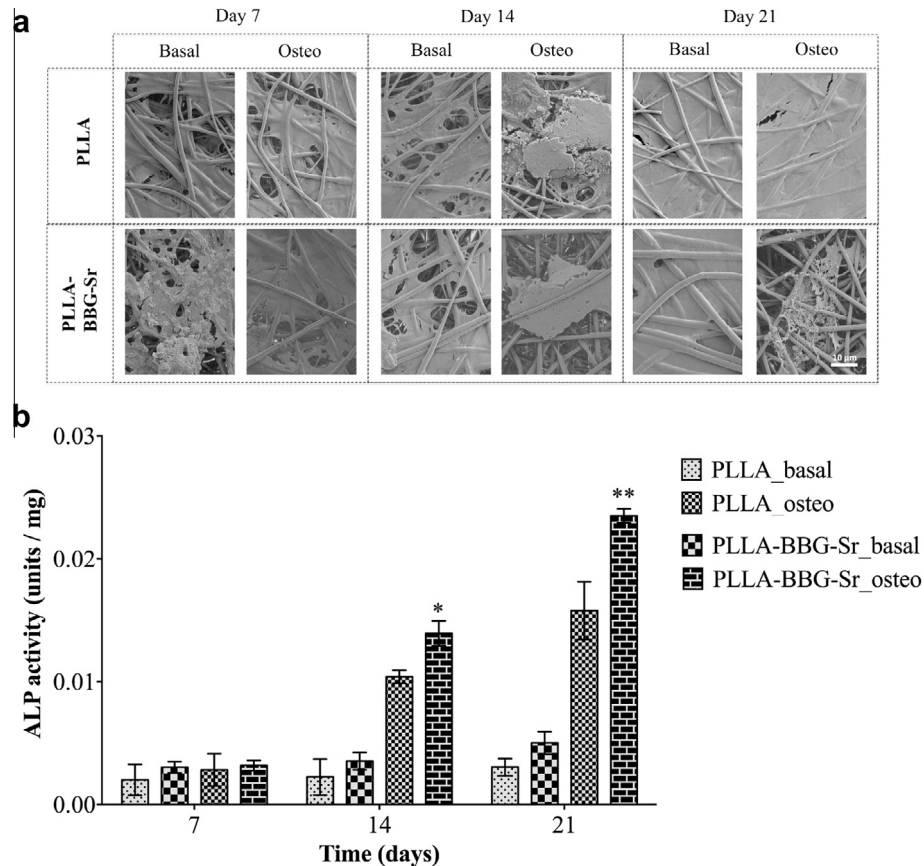 a
Day 7
Day 14
Day 21
Basal
Osteo
Basal
Osteo
Basal
Osteo
PLLA
PLLA-
BBG-Sr
10 µm
b
ALP activity (units / mg)
0.03
0.02
0.01
0.00
*
**
7
14
21
Time (days)
PLLA_basal
PLLA_osteo
PLLA-BBG-Sr_basal
PLLA-BBG-Sr_osteo